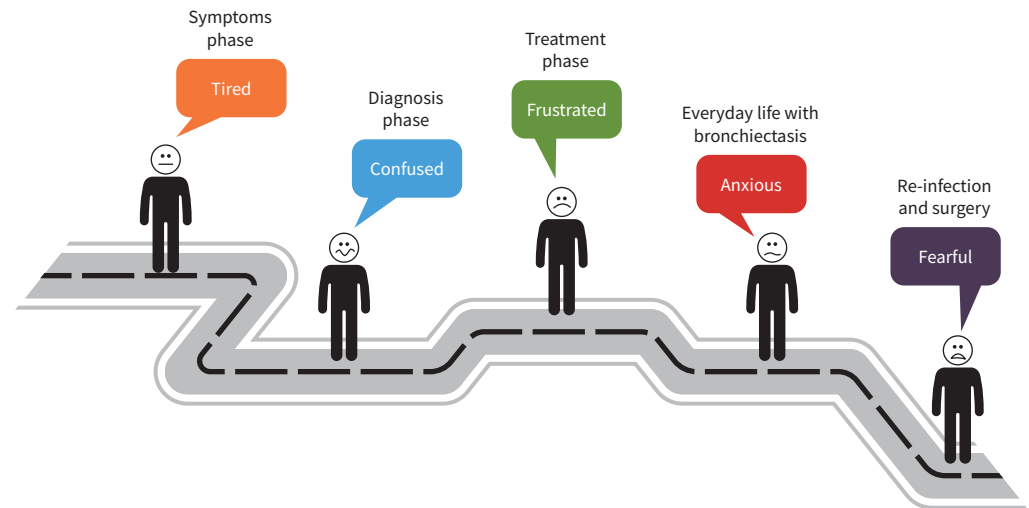 Symptoms
phase
Tired
Diagnosis
phase
Confused
Treatment
phase
Frustrated
Everyday life with
bronchiectasis
Anxious
Re-infection
and surgery
Fearful